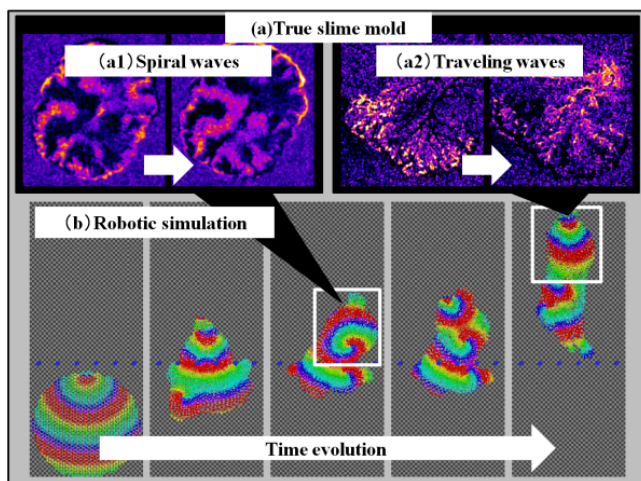 (a)True slime mold
(a1)Spiral waves
(a2)Traveling waves
(b)Robotic simulation
Time evolution